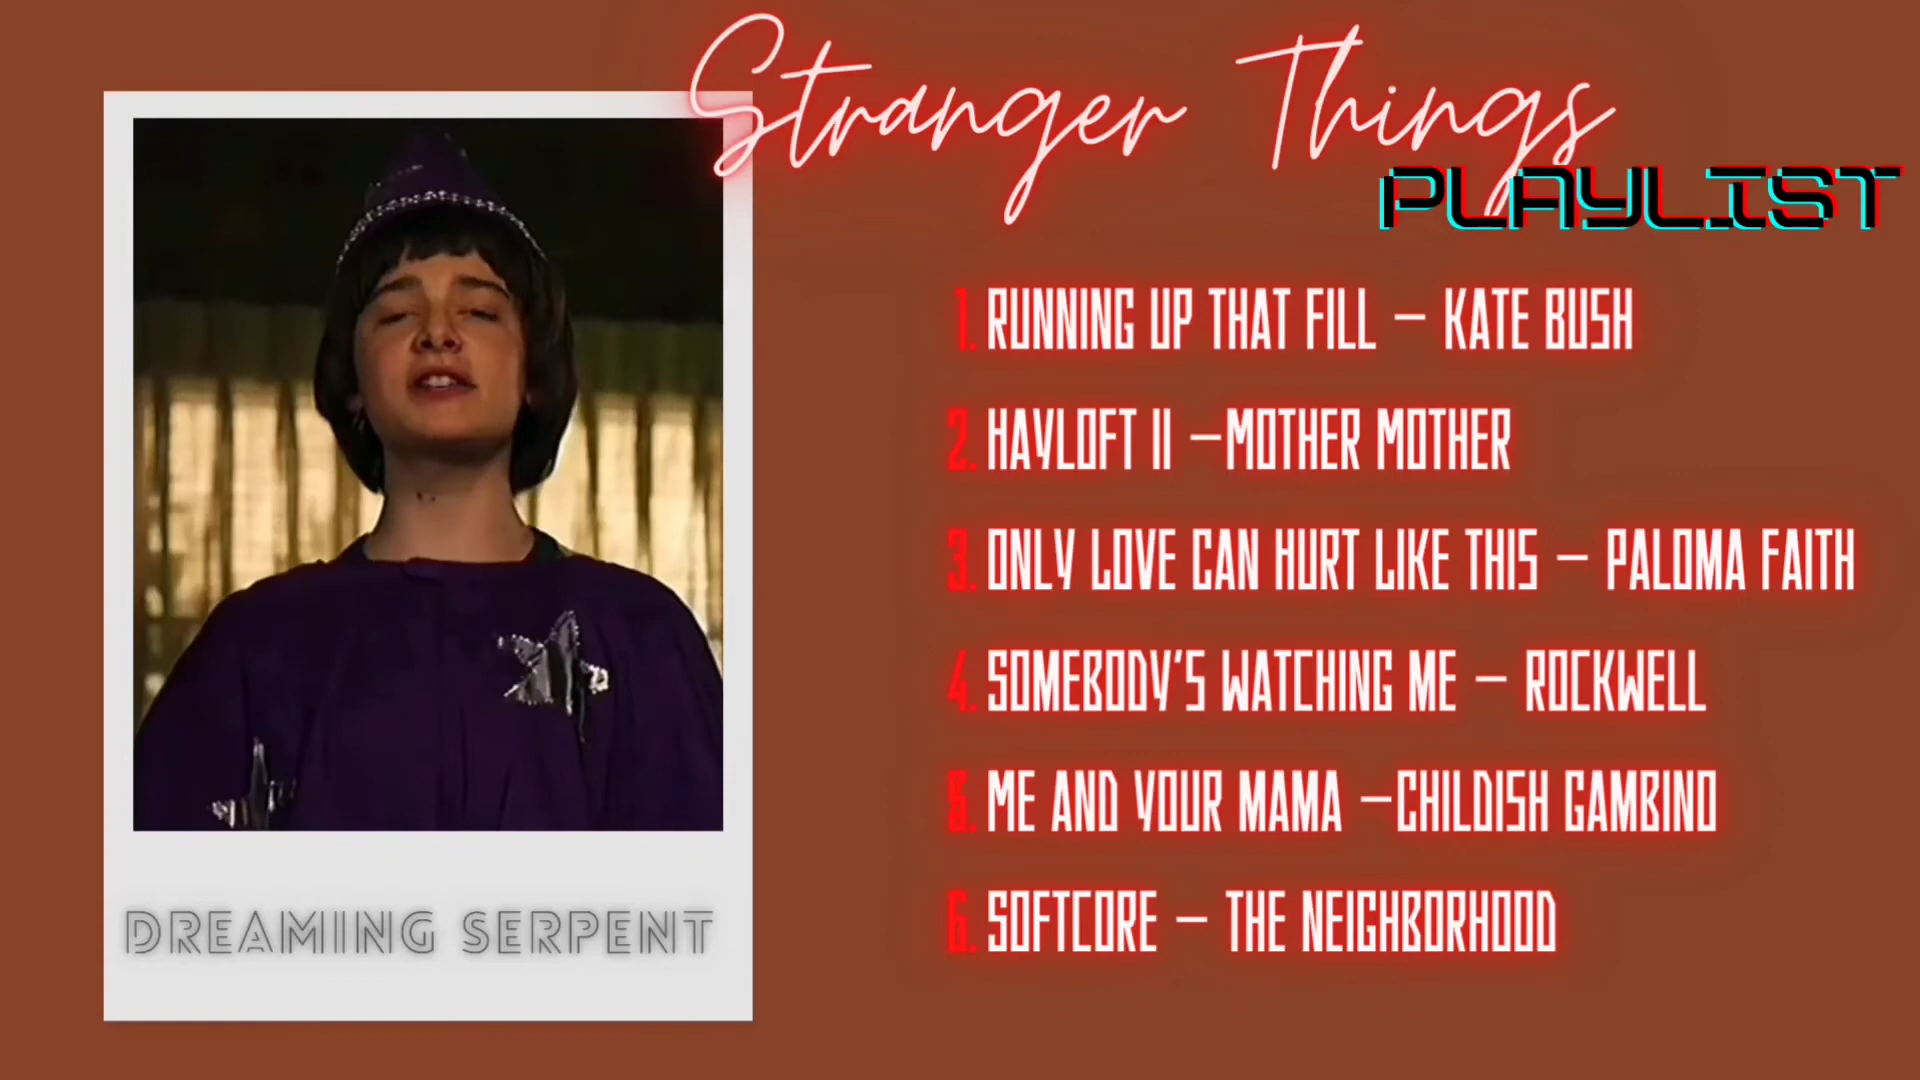 Stranger Things
PLAYLIST
1. RUNNING UP THAT FILL – KATE BUSH
2. HAYLOFT II –MOTHER MOTHER
3. ONLY LOVE CAN HURT LIKE THIS – PALOMA FAITH
4. SOMEBODY'S WATCHING ME – ROCKWELL
5. ME AND YOUR MAMA –CHILDISH GAMBINO
6. SOFTCORE – THE NEIGHBORHOOD
DREAMING SERPENT